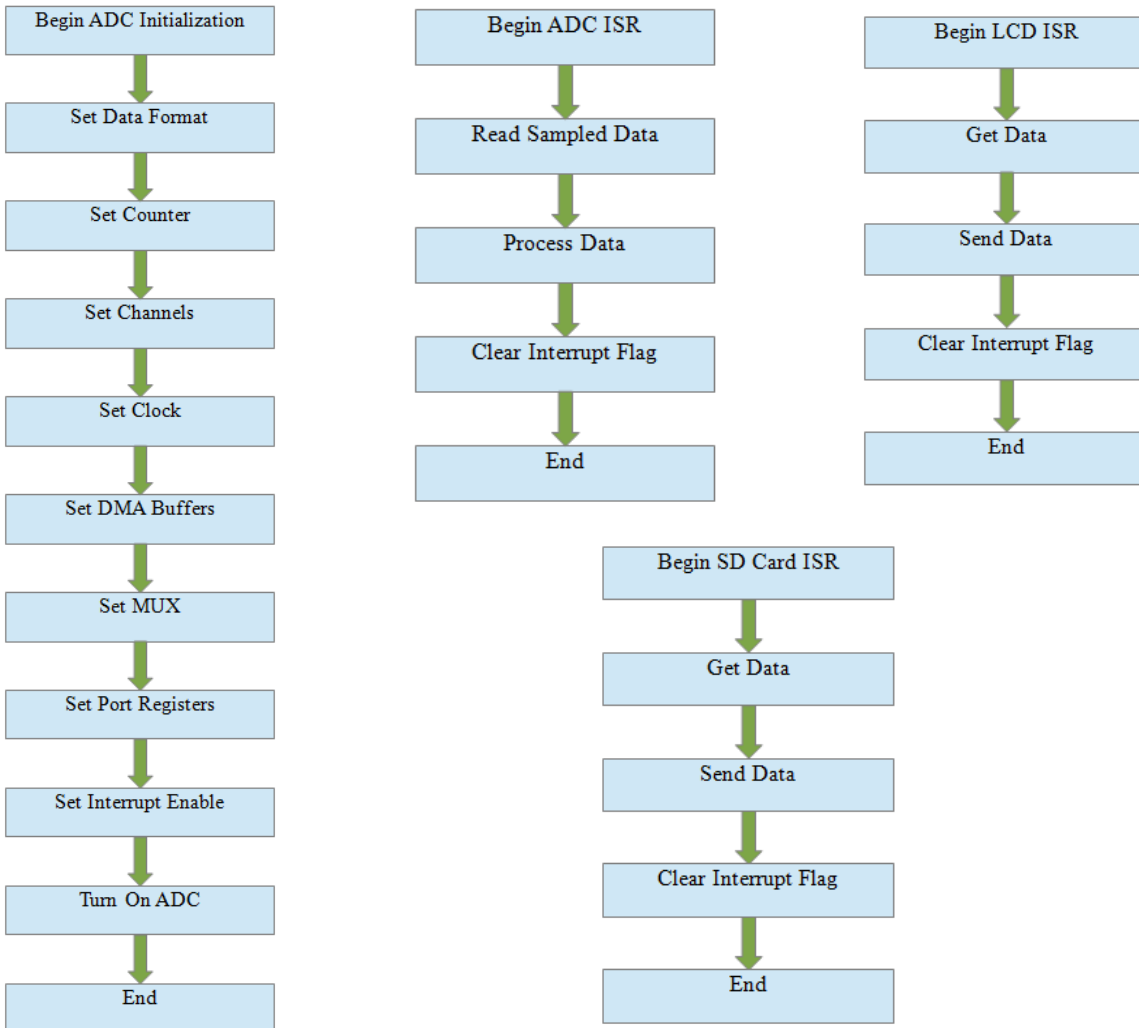 Begin ADC Initialization
Set Data Format
Set Counter
Set Channels
Set Clock
Set DMA Buffers
Set MUX
Set Port Registers
Set Interrupt Enable
Turn On ADC
End
Begin ADC ISR
Read Sampled Data
Process Data
Clear Interrupt Flag
End
Begin LCD ISR
Get Data
Send Data
Clear Interrupt Flag
End
Begin SD Card ISR
Get Data
Send Data
Clear Interrupt Flag
End